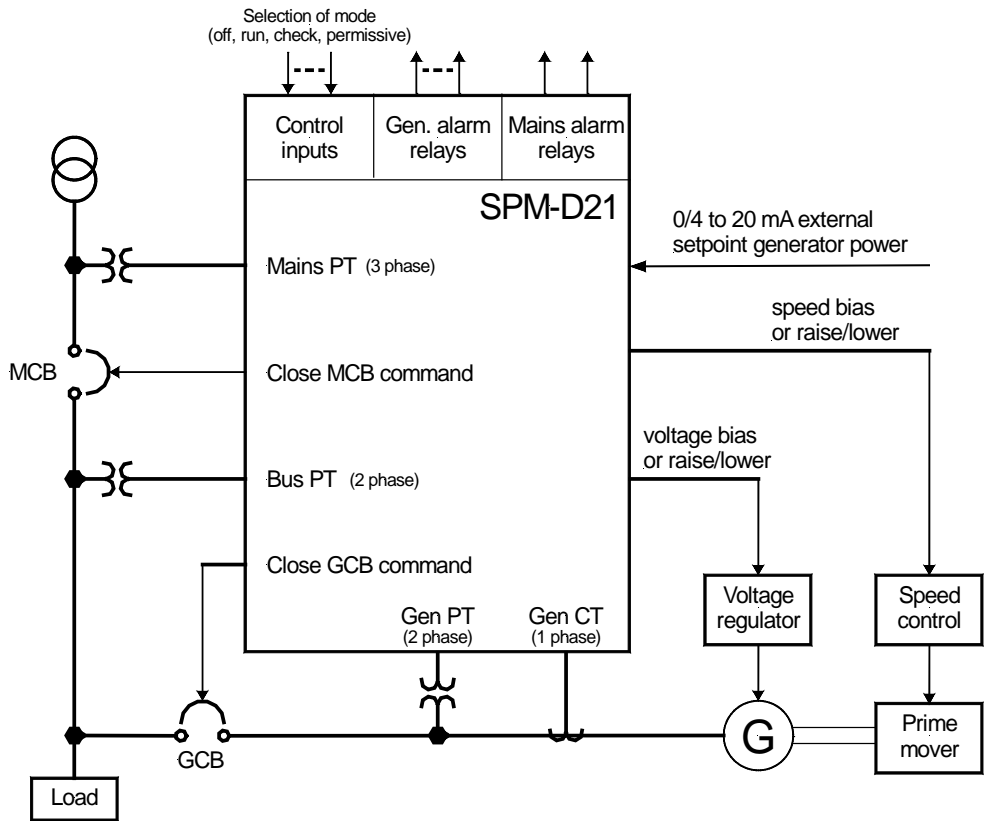 Selection of mode
(off, run, check, permissive)
Control
inputs
Gen. alarm
relays
Mains alarm
relays
SPM-D21
0/4 to 20 mA external
setpoint generator power
Mains PT (3 phase)
speed bias
or raise/lower
MCB
Close MCB command
voltage bias
or raise/lower
Bus PT (2 phase)
Close GCB command
Voltage
regulator
Speed
control
Gen PT
(2 phase)
Gen CT
(1 phase)
G
Prime
mover
GCB
Load